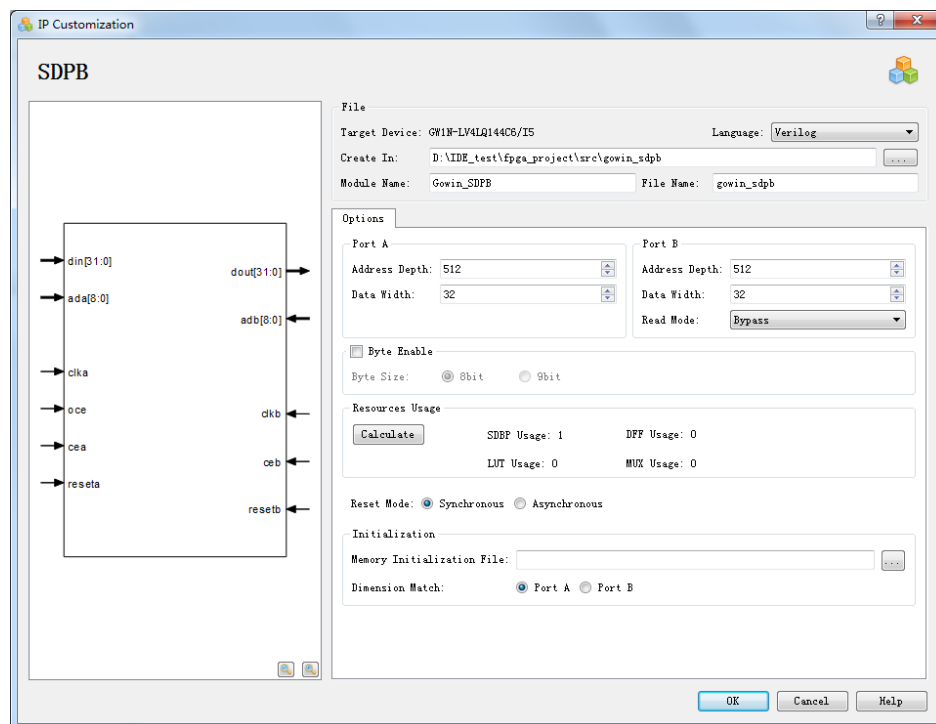 IP Customization
SDPB
din[31:0]
dout[31:0]
ada[8:0]
adb[8:0]
clka
oce
clkb
cea
ceb
reseta
resetb
File
Target Device: GW1N-LV4LQ144C6/I5 Language: Verilog
Create In: D:\IDE_test\fpga_project\src\gowin_sdpb ...
Module Name: Gowin_SDPB File Name: gowin_sdpb
Options
Port A
Address Depth: 512
Data Width: 32
Port B
Address Depth: 512
Data Width: 32
Read Mode: Bypass
Byte Enable
Byte Size: 8bit 9bit
Resources Usage
Calculate SDBP Usage: 1 DFF Usage: 0
LUT Usage: 0 MUX Usage: 0
Reset Mode: Synchronous Asynchronous
Initialization
Memory Initialization File: ...
Dimension Match: Port A Port B
OK Cancel Help